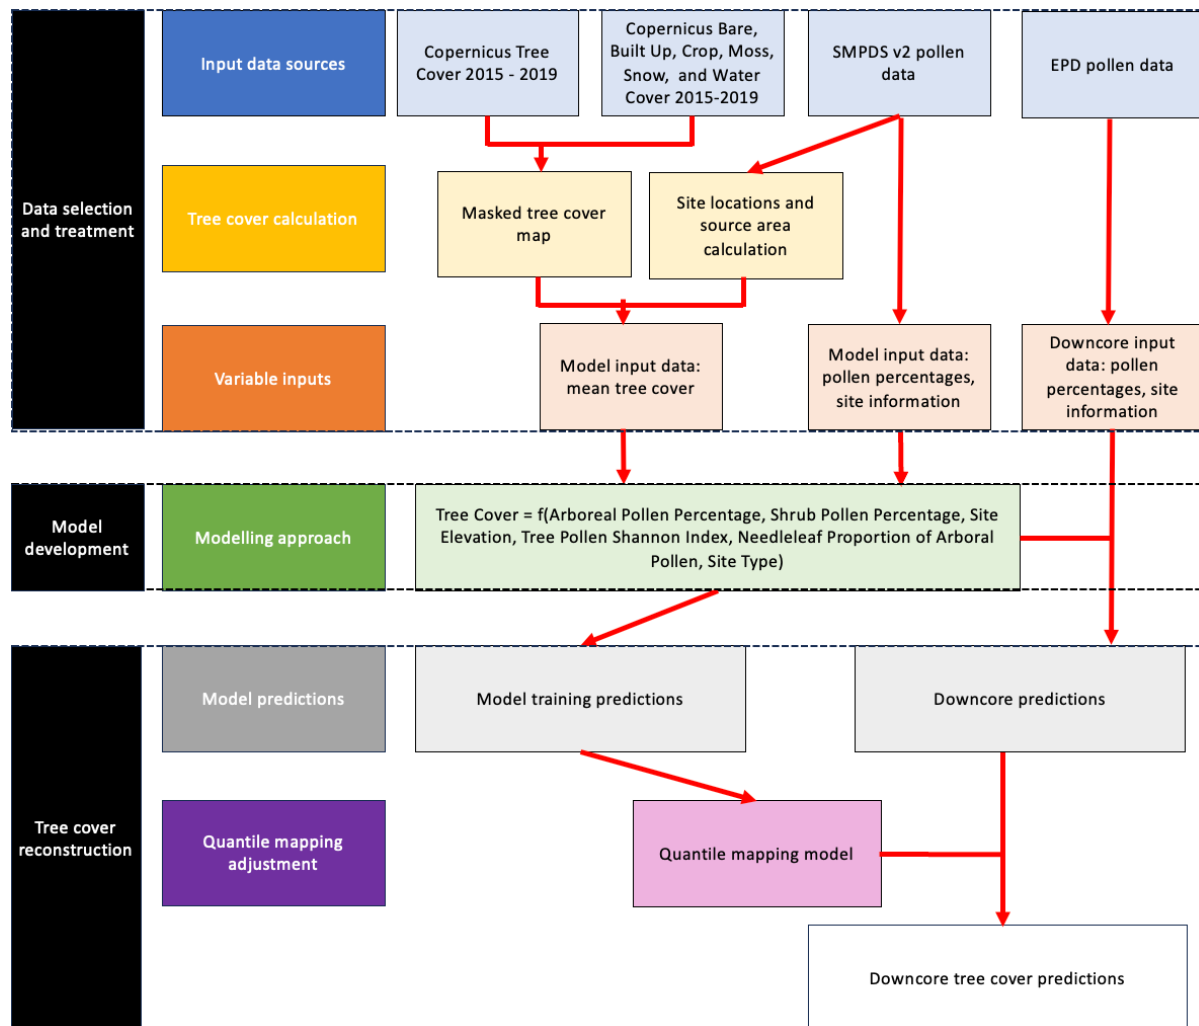 Input data sources
Copernicus Tree
Cover 2015 - 2019
Copernicus Bare,
Built Up, Crop, Moss,
Snow, and Water
Cover 2015-2019
SMPDS v2 pollen
data
EPD pollen data
Data selection
and treatment
Tree cover calculation
Masked tree cover
map
Site locations and
source area
calculation
Variable inputs
Model input data:
mean tree cover
Model input data:
pollen percentages,
site information
Downcore input
data: pollen
percentages, site
information
Model
development
Modelling approach
Tree Cover = f(Arboreal Pollen Percentage, Shrub Pollen Percentage, Site
Elevation, Tree Pollen Shannon Index, Needleleaf Proportion of Arboral
Pollen, Site Type)
Tree cover
reconstruction
Model predictions
Model training predictions
Downcore predictions
Quantile mapping
adjustment
Quantile mapping model
Downcore tree cover predictions